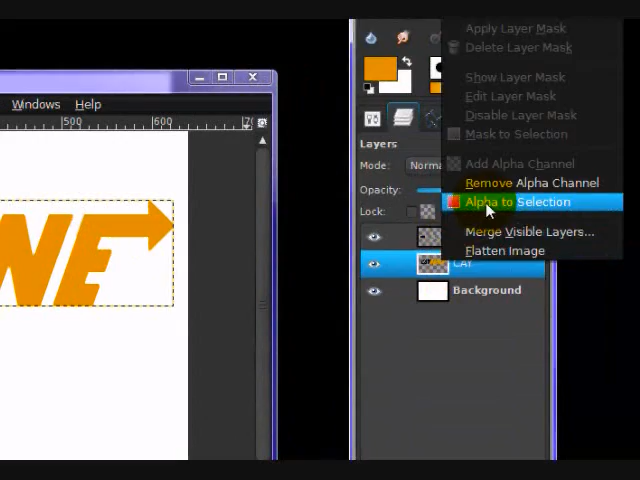 Apply Layer Mask
Delete Layer Mask
Show Layer Mask
Edit Layer Mask
Disable Layer Mask
Mask to Selection
Add Alpha Channel
Remove Alpha Channel
Alpha to Selection
Merge Visible Layers...
Flatten Image
Windows Help
500 600
NE
Layers
Mode: Norma
Opacity:
Lock:
Background